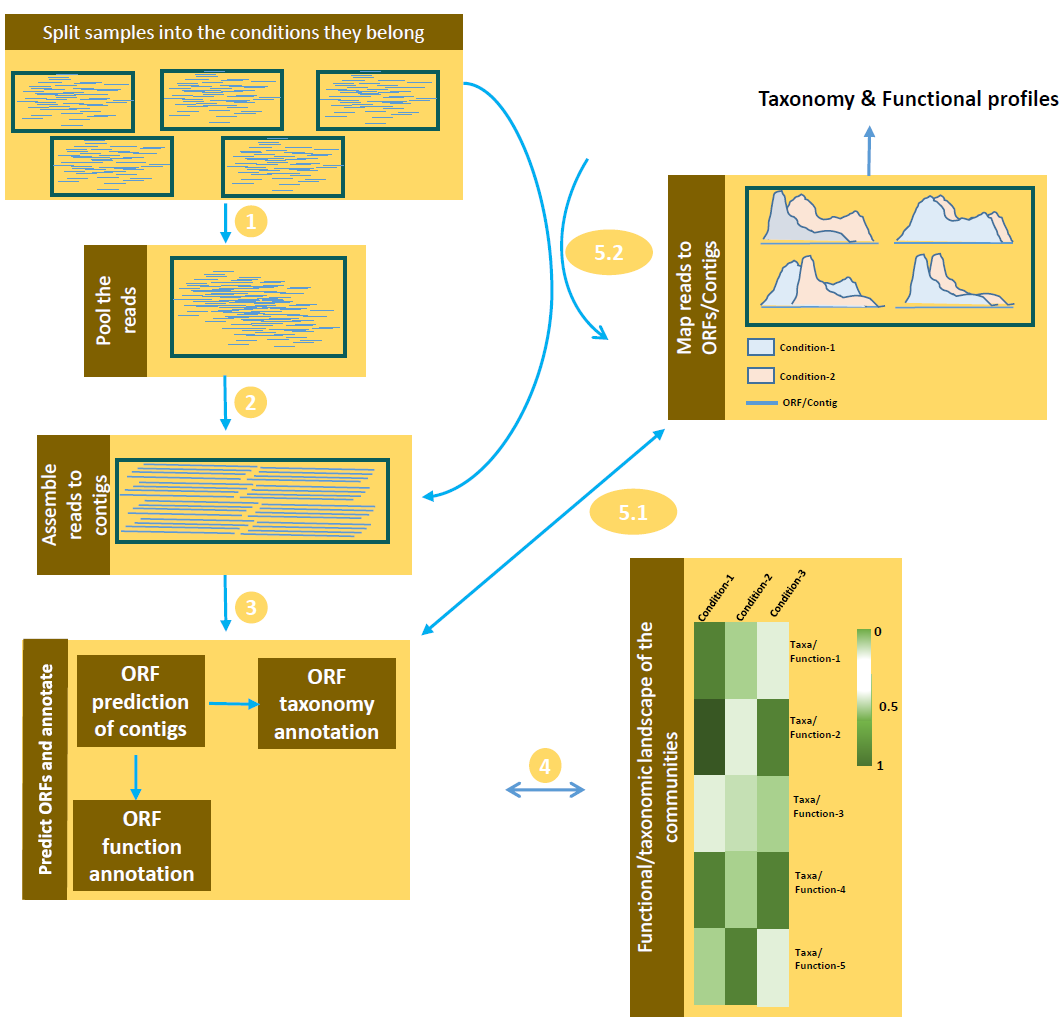 Split samples into the conditions they belong
1
Pool the
reads
2
Assemble
reads to
contigs
3
Predict ORFs and annotate
ORF
prediction
of contigs
ORF
taxonomy
annotation
ORF
function
annotation
4
5.1
5.2
Taxonomy & Functional profiles
Map reads to
ORFs/Contigs
Condition-1
Condition-2
ORF/Contig
Functional/taxonomic landscape of the
communities
Condition-1
Condition-2
Condition-3
Taxa/
Function-1
Taxa/
Function-2
Taxa/
Function-3
Taxa/
Function-4
Taxa/
Function-5
0
0.5
1